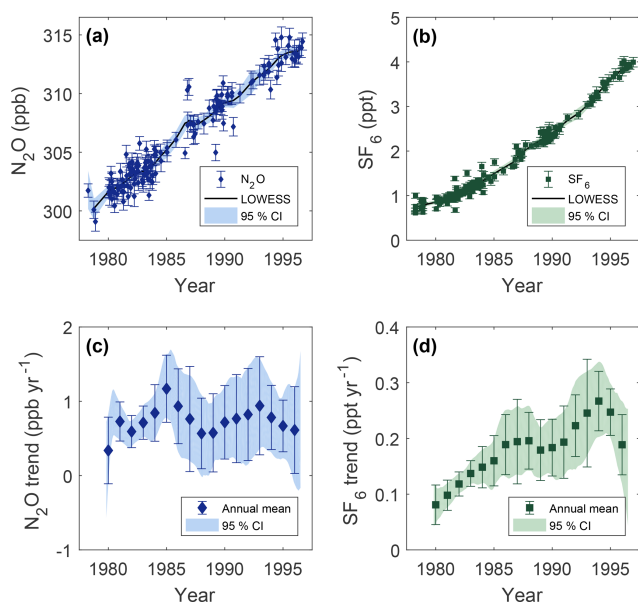 (a)
N2O (ppb)
315
310
305
300
N2O
LOWESS
95 % CI
1980 1985 1990 1995
Year
(b)
SF6 (ppt)
5
4
3
2
1
0
SF6
LOWESS
95 % CI
1980 1985 1990 1995
Year
(c)
N2O trend (ppb yr-1)
2
1
0
-1
Annual mean
95 % CI
1980 1985 1990 1995
Year
(d)
SF6 trend (ppt yr-1)
0.4
0.3
0.2
0.1
0
Annual mean
95 % CI
1980 1985 1990 1995
Year